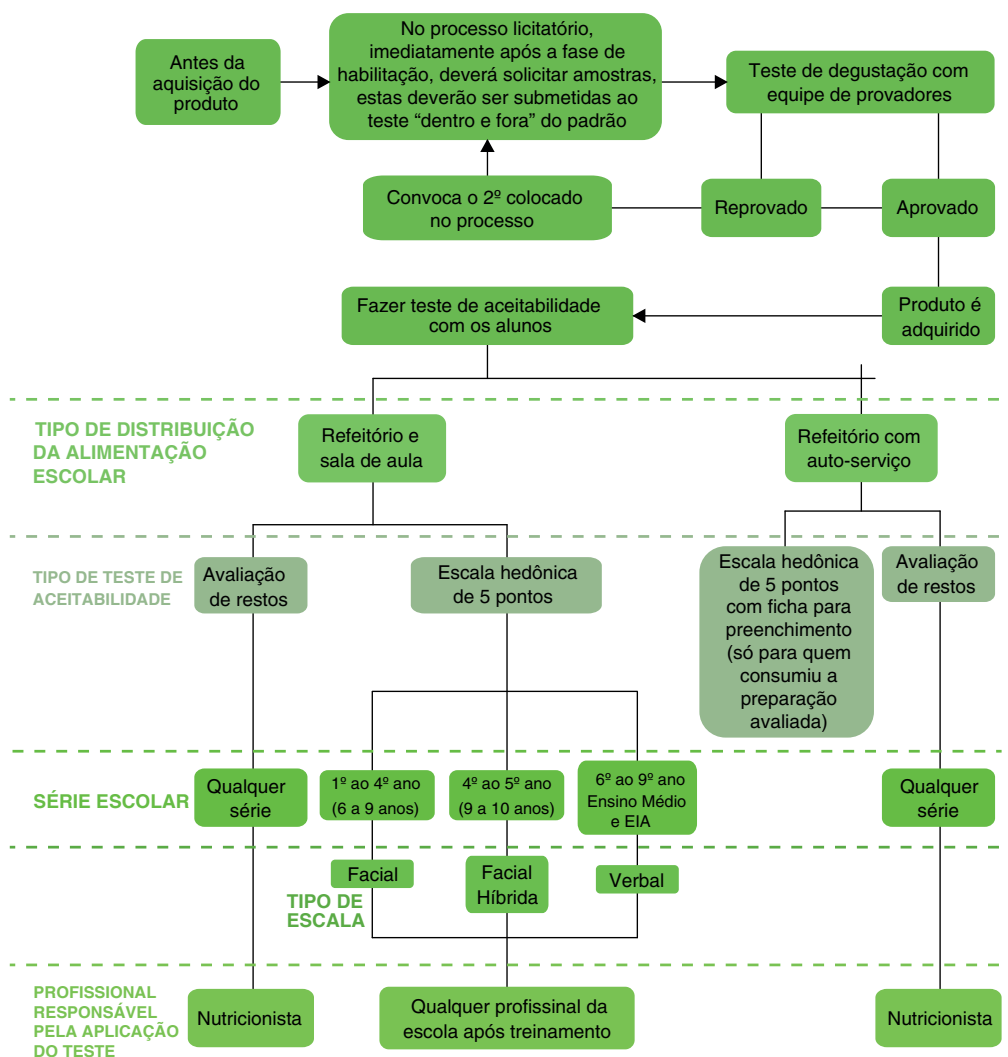 Antes da
aquisição do
produto
No processo licitatório,
imediatamente após a fase de
habilitação, deverá solicitar amostras,
estas deverão ser submetidas ao
teste “dentro e fora” do padrão
Teste de degustação com
equipe de provadores
Convoca o 2º colocado
no processo
Reprovado
Aprovado
Fazer teste de aceitabilidade
com os alunos
Produto é
adquirido
TIPO DE DISTRIBUIÇÃO
DA ALIMENTAÇÃO
ESCOLAR
Refeitório e
sala de aula
Refeitório com
auto-serviço
TIPO DE TESTE DE
ACEITABILIDADE
Avaliação
de restos
Escala hedônica
de 5 pontos
Escala hedônica
de 5 pontos
com ficha para
preenchimento
(só para quem
consumiu a
preparação
avaliada)
Avaliação
de restos
SÉRIE ESCOLAR
Qualquer
série
1º ao 4º ano
(6 a 9 anos)
4º ao 5º ano
(9 a 10 anos)
6º ao 9º ano
Ensino Médio
e EIA
Qualquer
série
TIPO DE
ESCALA
Facial
Facial
Híbrida
Verbal
PROFISSIONAL
RESPONSÁVEL
PELA APLICAÇÃO
DO TESTE
Nutricionista
Qualquer profissinal da
escola após treinamento
Nutricionista